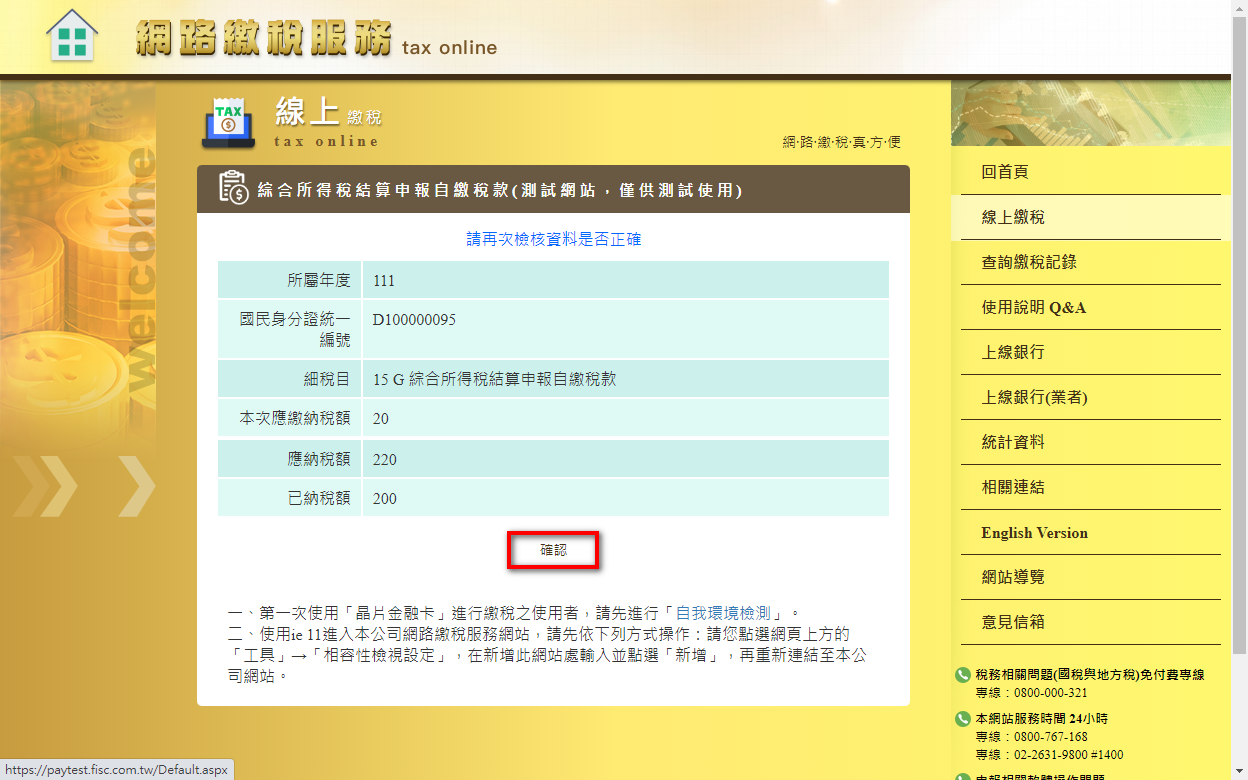 網路繳稅服務 tax online
welcome
TAX
線上 繳稅
tax online
網‧路‧繳‧稅‧真‧方‧便
綜合所得稅結算申報自繳稅款(測試網站，僅供測試使用)
請再次檢核資料是否正確
所屬年度 111
國民身分證統一 D100000095
編號
細稅目 15 G 綜合所得稅結算申報自繳稅款
本次應繳納稅額 20
應納稅額 220
已納稅額 200
確認
一、第一次使用「晶片金融卡」進行繳稅之使用者，請先進行「自我環境檢測」。
二、使用ie 11進入本公司網路繳稅服務網站，請先依下列方式操作：請您點選網頁上方的
「工具」→「相容性檢視設定」，在新增此網站處輸入並點選「新增」，再重新連結至本公
司網站。
回首頁
線上繳稅
查詢繳稅記錄
使用說明 Q&A
上線銀行
上線銀行(業者)
統計資料
相關連結
English Version
網站導覽
意見信箱
稅務相關問題(國稅與地方稅)免付費專線
專線：0800-000-321
本網站服務時間 24小時
專線：0800-767-168
專線：02-2631-9800 #1400
申報相關軟體操作問題
https://paytest.fisc.com.tw/Default.aspx